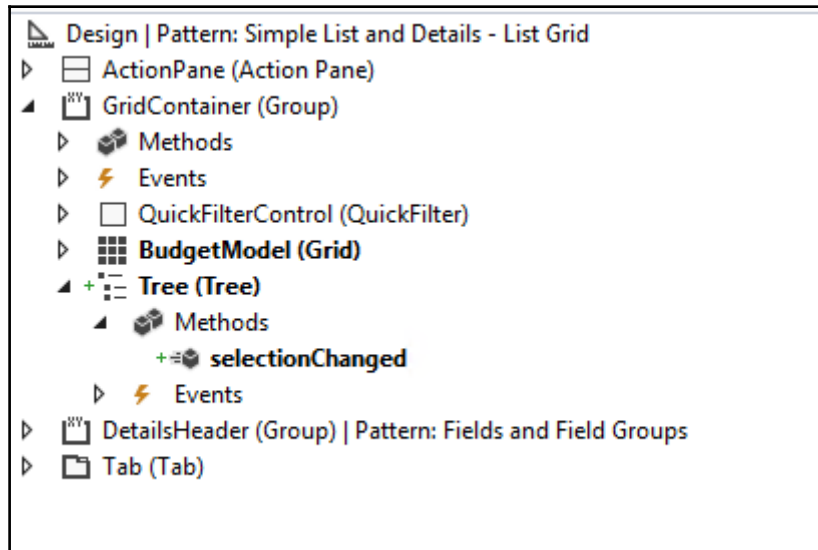 Design | Pattern: Simple List and Details - List Grid
ActionPane (Action Pane)
GridContainer (Group)
Methods
Events
QuickFilterControl (QuickFilter)
BudgetModel (Grid)
Tree (Tree)
Methods
selectionChanged
Events
DetailsHeader (Group) | Pattern: Fields and Field Groups
Tab (Tab)